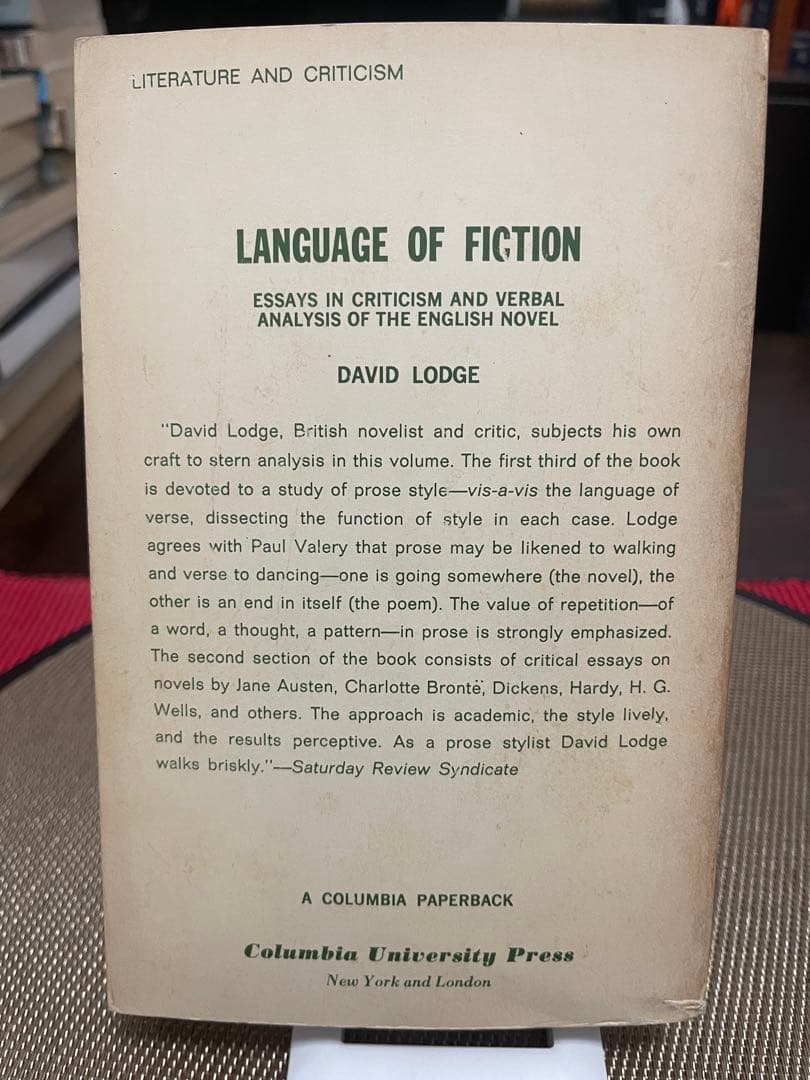 LITERATURE AND CRITICISM
LANGUAGE OF FICTION
ESSAYS IN CRITICISM AND VERBAL
ANALYSIS OF THE ENGLISH NOVEL
DAVID LODGE
"David Lodge, British novelist and critic, subjects his own
craft to stern analysis in this volume. The first third of the book
is devoted to a study of prose style—vis-a-vis the language of
verse, dissecting the function of style in each case. Lodge
agrees with Paul Valery that prose may be likened to walking
and verse to dancing—one is going somewhere (the novel), the
other is an end in itself (the poem). The value of repetition—of
a word, a thought, a pattern—in prose is strongly emphasized.
The second section of the book consists of critical essays on
novels by Jane Austen, Charlotte Brontë, Dickens, Hardy, H. G.
Wells, and others. The approach is academic, the style lively,
and the results perceptive. As a prose stylist David Lodge
walks briskly."—Saturday Review Syndicate
A COLUMBIA PAPERBACK
Columbia University Press
New York and London